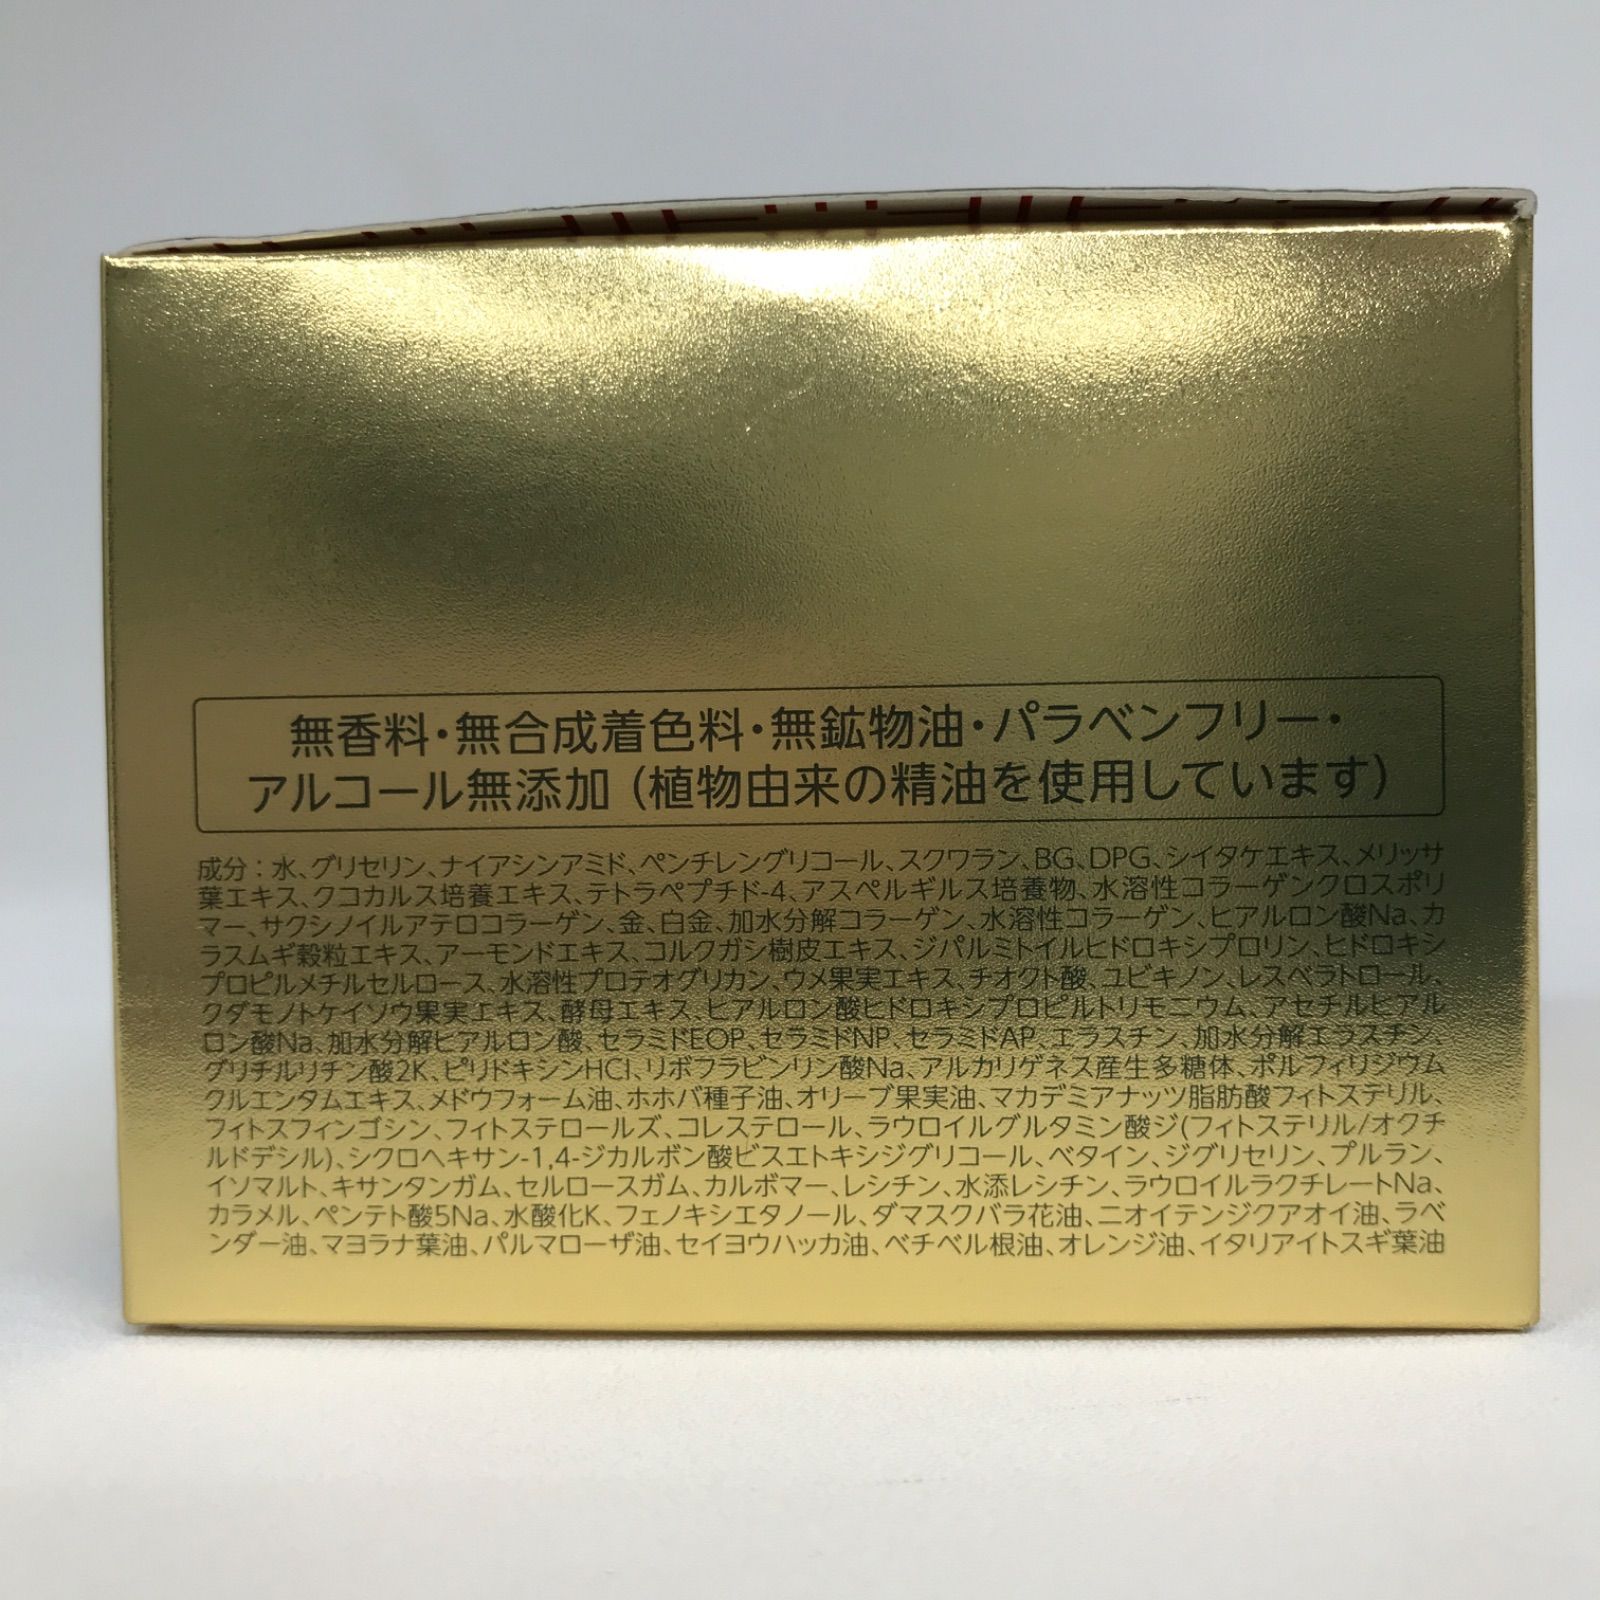 無香料・無合成着色料・無鉱物油・パラベンフリー・
アルコール無添加（植物由来の精油を使用しています）
成分：水、グリセリン、ナイアシンアミド、ペンチレングリコール、スクワラン、BG、DPG、シイタケエキス、メリッサ
葉エキス、クコカルス培養エキス、テトラペプチド-4、アスペルギルス培養物、水溶性コラーゲンクロスポリ
マー、サクシノイルアテロコラーゲン、金、白金、加水分解コラーゲン、水溶性コラーゲン、ヒアルロン酸Na、カ
ラスムギ穀粒エキス、アーモンドエキス、コルクガシ樹皮エキス、ジパルミトイルヒドロキシプロリン、ヒドロキシ
プロピルメチルセルロース、水溶性プロテオグリカン、ウメ果実エキス、チオクト酸、ユビキノン、レスベラトロール、
クダモノトケイソウ果実エキス、酵母エキス、ヒアルロン酸ヒドロキシプロピルトリモニウム、アセチルヒアル
ロン酸Na、加水分解ヒアルロン酸、セラミドEOP、セラミドNP、セラミドAP、エラスチン、加水分解エラスチン、
グリチルリチン酸2K、ピリドキシンHCl、リボフラビンリン酸Na、アルカリゲネス産生多糖体、ポルフィリジウム
クルエンタムエキス、メドウフォーム油、ホホバ種子油、オリーブ果実油、マカデミアナッツ脂肪酸フィトステリル、
フィトスフィンゴシン、フィトステロールズ、コレステロール、ラウロイルグルタミン酸ジ(フィトステリル/オクチ
ルドデシル)、シクロヘキサン-1,4-ジカルボン酸ビスエトキシジグリコール、ベタイン、ジグリセリン、プルラン、
イソマルト、キサンタンガム、セルロースガム、カルボマー、レシチン、水添レシチン、ラウロイルラクチレートNa、
カラメル、ペンテト酸5Na、水酸化K、フェノキシエタノール、ダマスクバラ花油、ニオイテンジクアオイ油、ラベ
ンダー油、マヨラナ葉油、パルマローザ油、セイヨウハッカ油、ベチベル根油、オレンジ油、イタリアイトスギ葉油